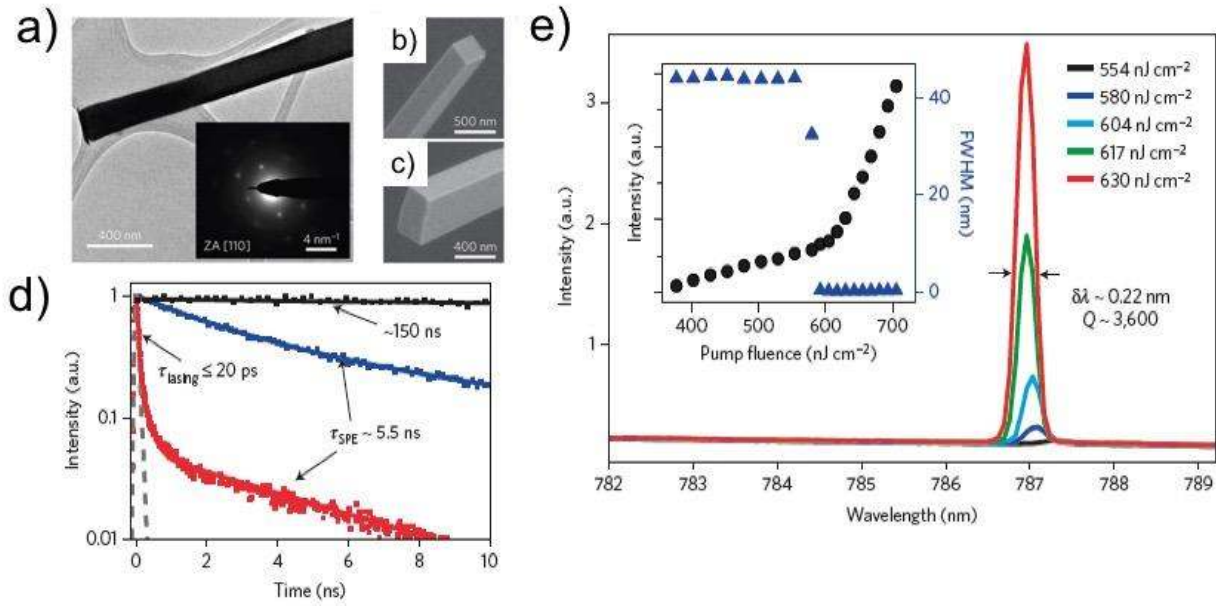 a)
400 nm
ZA [110]
4 nm⁻¹
b)
500 nm
c)
400 nm
d)
Intensity (a.u.)
1
0.1
0.01
~150 ns
τlasing ≤ 20 ps
τSPE ~ 5.5 ns
0 2 4 6 8 10
Time (ns)
e)
Intensity (a.u.)
3
2
1
Intensity (a.u.)
40
20
0
FWHM (nm)
400 500 600 700
Pump fluence (nJ cm⁻²)
554 nJ cm⁻²
580 nJ cm⁻²
604 nJ cm⁻²
617 nJ cm⁻²
630 nJ cm⁻²
δλ ~ 0.22 nm
Q ~ 3,600
782 783 784 785 786 787 788 789
Wavelength (nm)